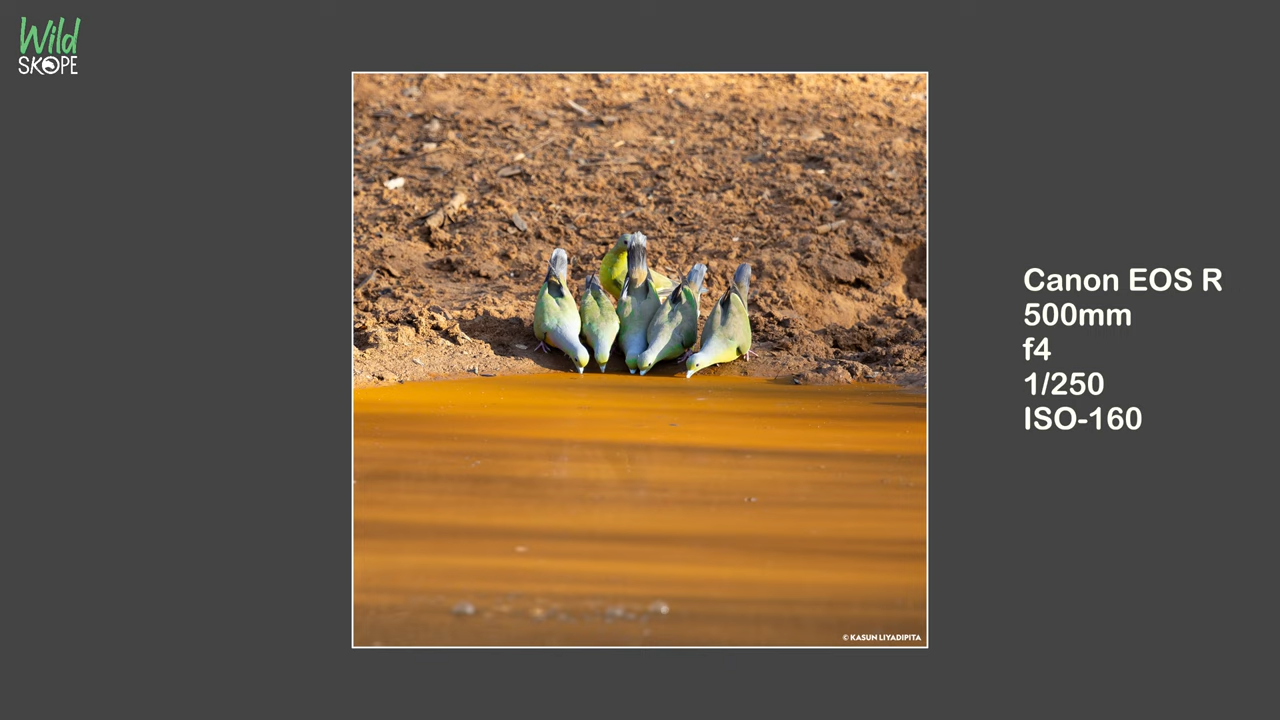 Wild
SKOPE
Canon EOS R
500mm
f4
1/250
ISO-160
© KASUN LIYADIPITA